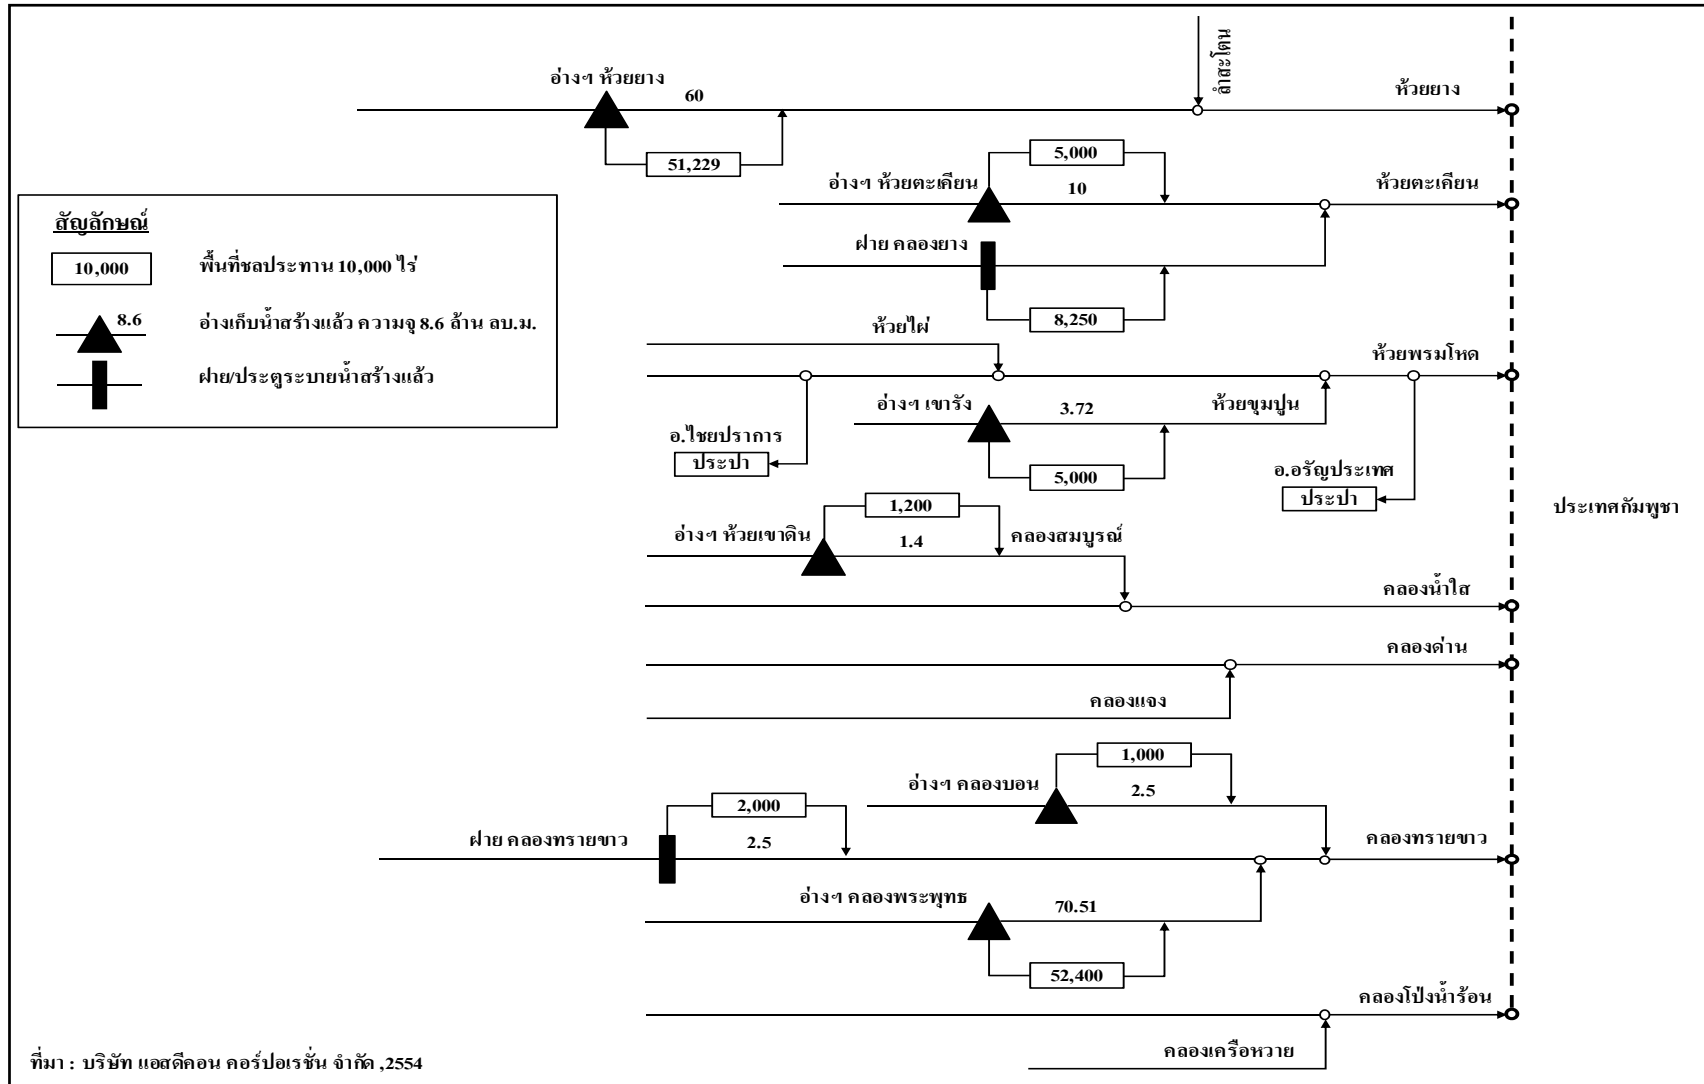 ลำสะโตน
อ่างฯ ห้วยยาง
60
ห้วยยาง
51,229
5,000
อ่างฯ ห้วยตะเคียน
10
ห้วยตะเคียน
ฝาย คลองยาง
8,250
สัญลักษณ์
10,000
พื้นที่ชลประทาน 10,000 ไร่
8.6
อ่างเก็บน้ำสร้างแล้ว ความจุ 8.6 ล้าน ลบ.ม.
ฝาย/ประตูระบายน้ำสร้างแล้ว
ห้วยไผ่
ห้วยพรมโหด
อ่างฯ เขารัง
3.72
ห้วยชุมปูน
อ.ไชยปราการ
ประปา
5,000
อ.อรัญประเทศ
ประปา
ประเทศกัมพูชา
1,200
อ่างฯ ห้วยเขาดิน
1.4
คลองสมบูรณ์
คลองน้ำใส
คลองด่าน
คลองแจง
1,000
อ่างฯ คลองบอน
2.5
2,000
ฝาย คลองทรายขาว
2.5
คลองทรายขาว
อ่างฯ คลองพระพุทธ
70.51
52,400
คลองโป่งน้ำร้อน
คลองเครือหวาย
ที่มา : บริษัท แอสดีคอน คอร์ปอเรชั่น จำกัด ,2554